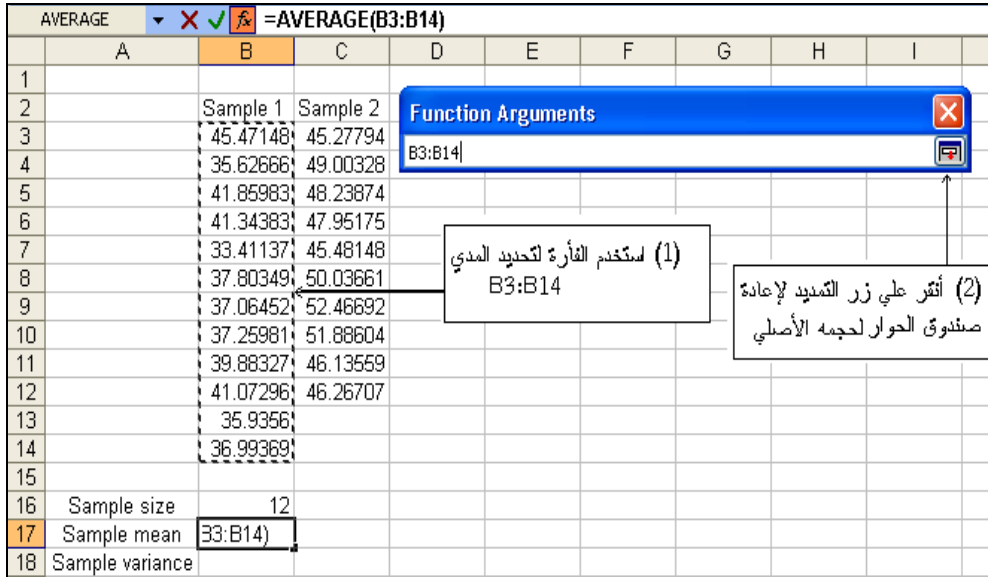 AVERAGE =AVERAGE(B3:B14)
A B C D E F G H I
1
2 Sample 1 Sample 2
3 45.47148 45.27794
4 35.62666 49.00328
5 41.85983 48.23874
6 41.34383 47.95175
7 33.41137 45.48148
8 37.80349 50.03661
9 37.06452 52.46692
10 37.25981 51.88604
11 39.88327 46.13559
12 41.07296 46.26707
13 35.9356
14 36.99369
15
16 Sample size 12
17 Sample mean B3:B14)
18 Sample variance
Function Arguments
B3:B14
(1) استخدم الفأرة لتحديد المدي
B3:B14
(2) أنقر علي زر التمديد لإعادة
صندوق الحوار لحجمه الأصلي